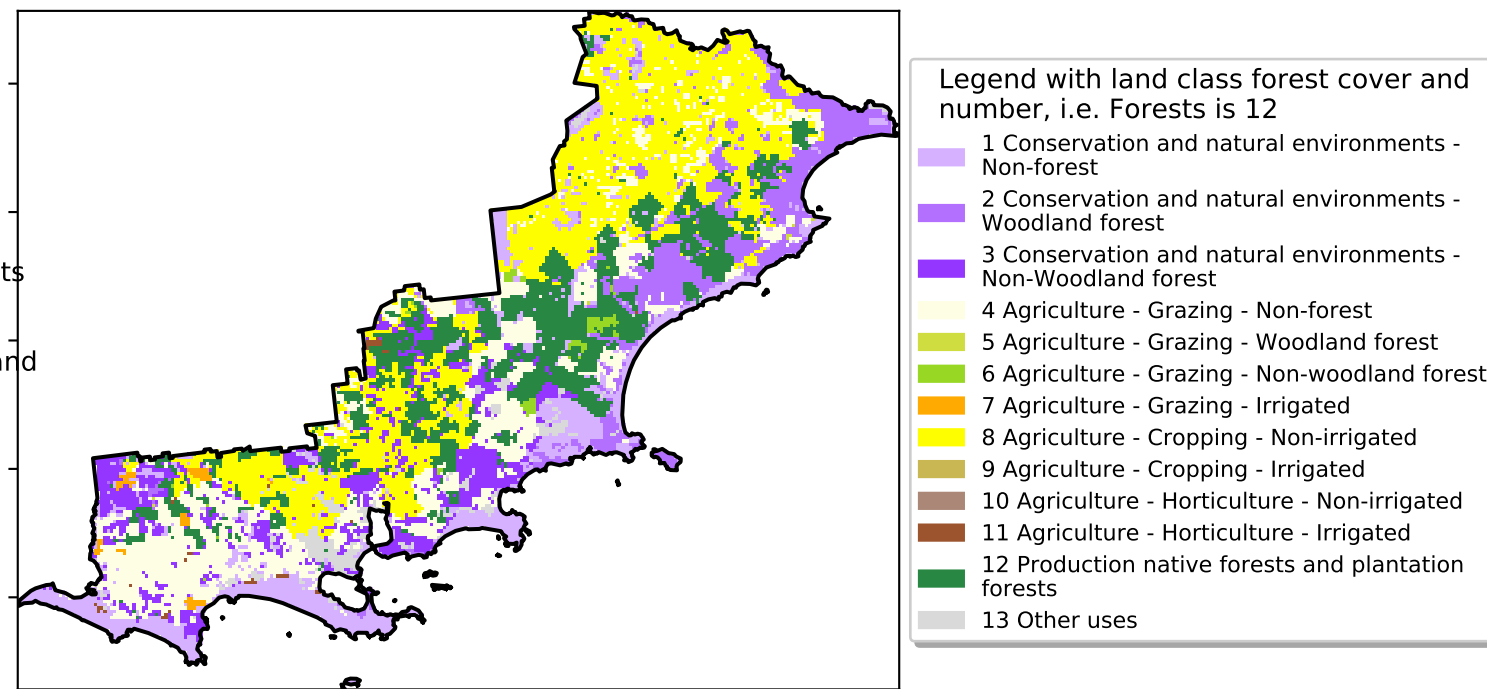 Legend with land class forest cover and
number, i.e. Forests is 12
1 Conservation and natural environments -
Non-forest
2 Conservation and natural environments -
Woodland forest
3 Conservation and natural environments -
Non-Woodland forest
ts
4 Agriculture - Grazing - Non-forest
5 Agriculture - Grazing - Woodland forest
and
6 Agriculture - Grazing - Non-woodland forest
7 Agriculture - Grazing - Irrigated
8 Agriculture - Cropping - Non-irrigated
9 Agriculture - Cropping - Irrigated
10 Agriculture - Horticulture - Non-irrigated
11 Agriculture - Horticulture - Irrigated
12 Production native forests and plantation
forests
13 Other uses